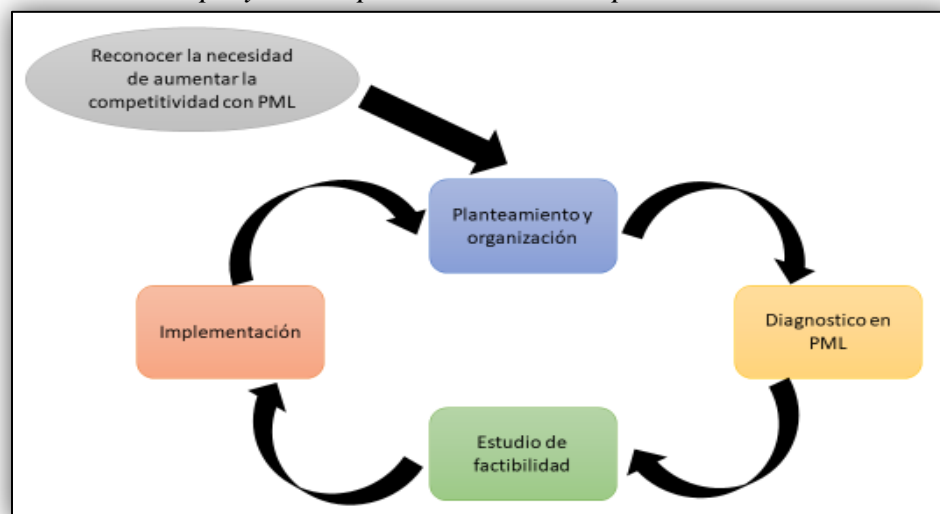 Reconocer la necesidad
de aumentar la
competitividad con PML
Planteamiento y
organización
Diagnostico en
PML
Estudio de
factibilidad
Implementación